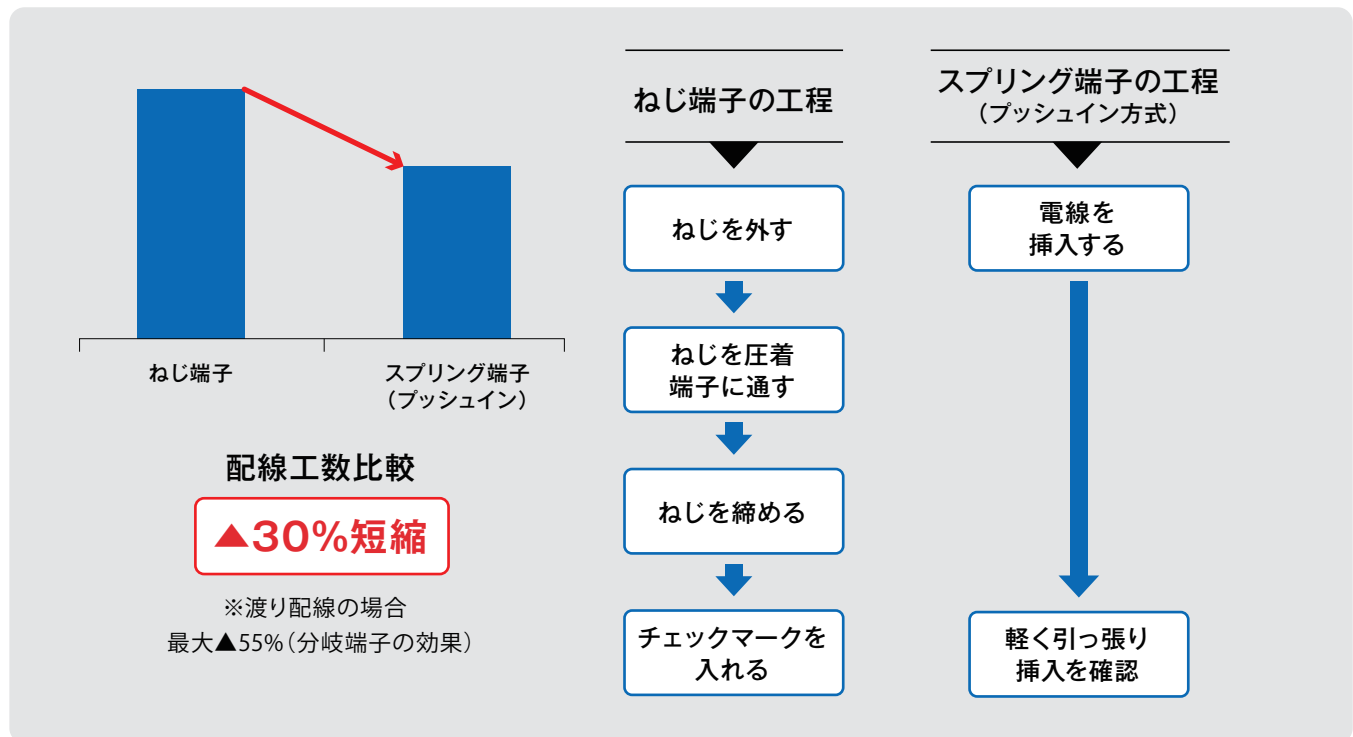 ねじ端子
スプリング端子
（プッシュイン）
配線工数比較
▲30%短縮
※渡り配線の場合
最大▲55%（分岐端子の効果）
ねじ端子の工程
ねじを外す
ねじを圧着
端子に通す
ねじを締める
チェックマークを
入れる
スプリング端子の工程
（プッシュイン方式）
電線を
挿入する
軽く引っ張り
挿入を確認